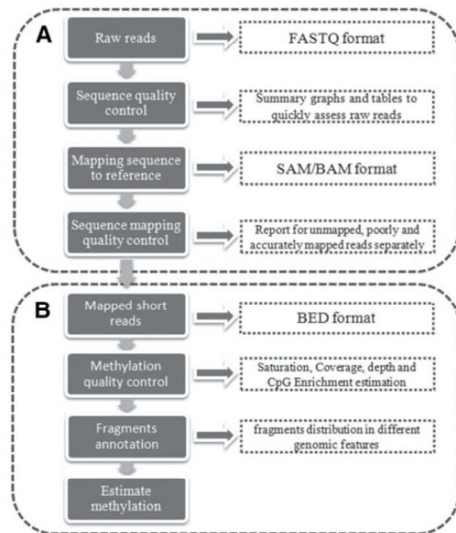 A
Raw reads
FASTQ format
Sequence quality
control
Summary graphs and tables to
quickly assess raw reads
Mapping sequence
to reference
SAM/BAM format
Sequence mapping
quality control
Report for unmapped, poorly and
accurately mapped reads separately
B
Mapped short
reads
BED format
Methylation
quality control
Saturation, Coverage, depth and
CpG Enrichment estimation
Fragments
annotation
fragments distribution in different
genomic features
Estimate
methylation